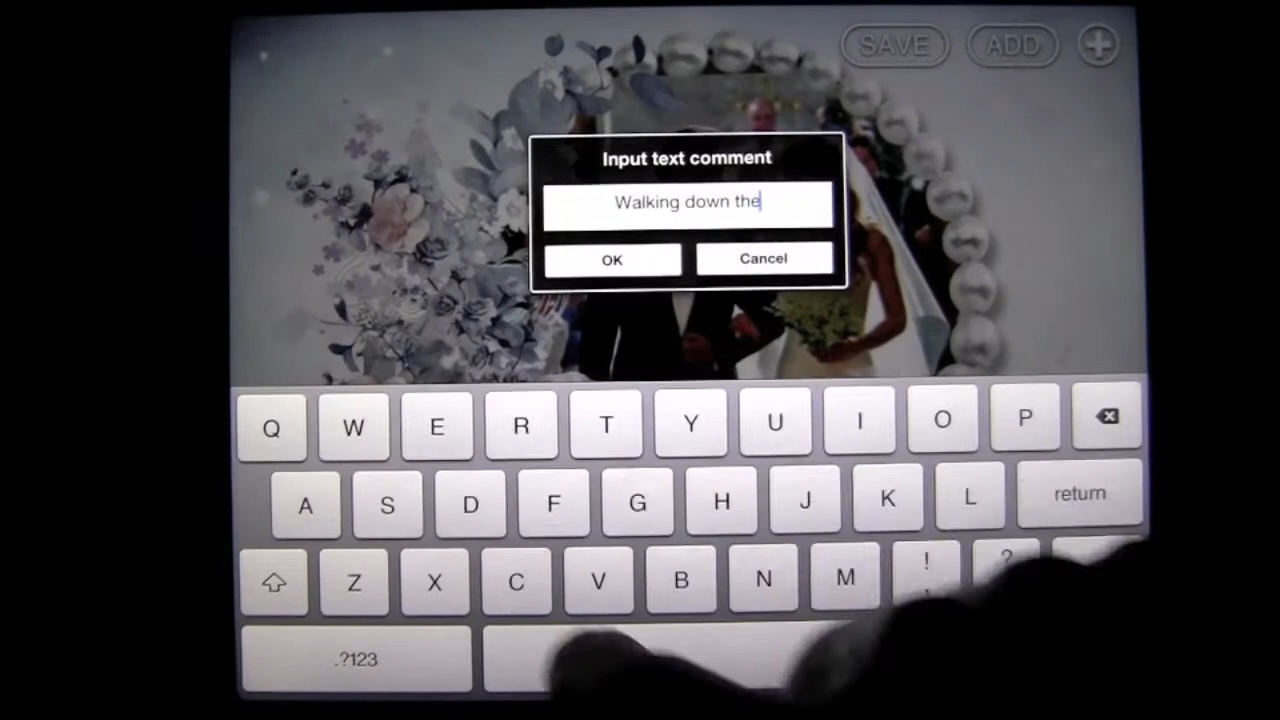 SAVE ADD +
Input text comment
Walking down the
OK Cancel
Q W E R T Y U I O P
A S D F G H J K L return
Z X C V B N M ! ?
.?123